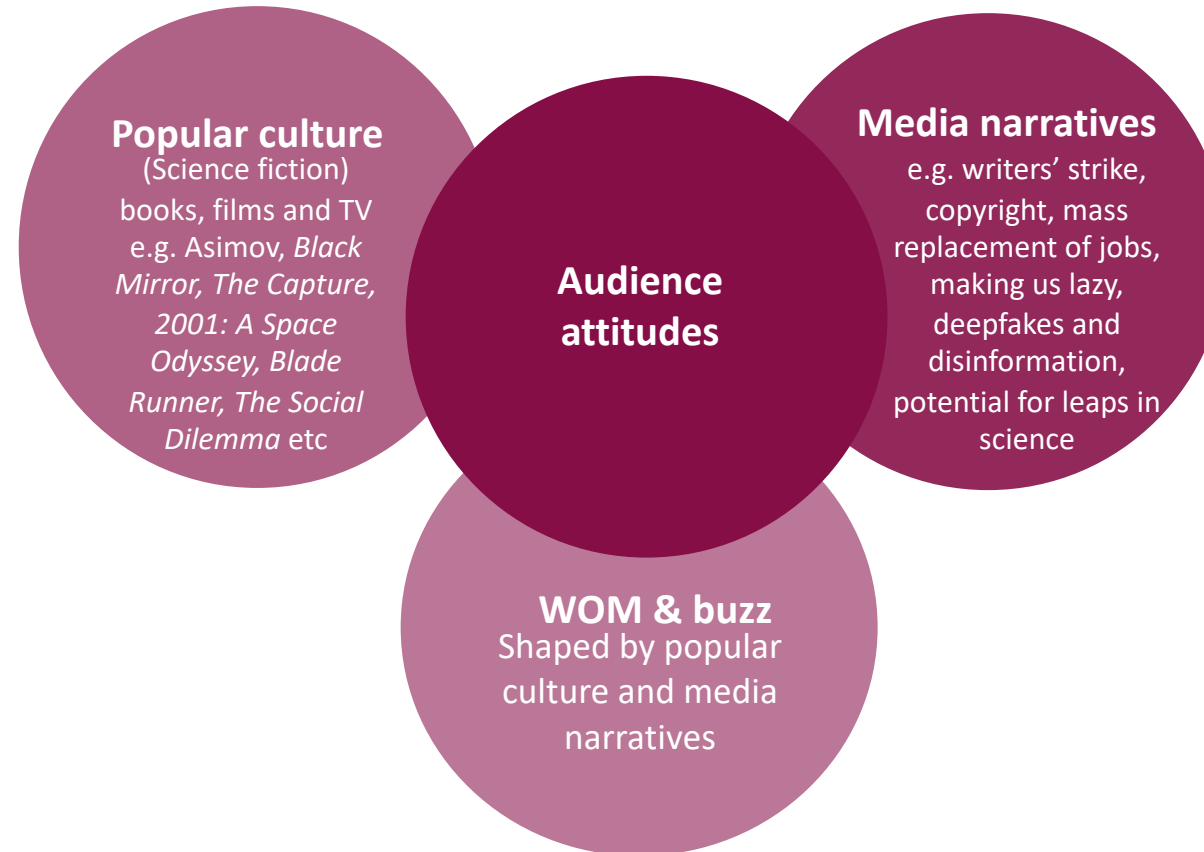 Popular culture
(Science fiction)
books, films and TV
e.g. Asimov, Black
Mirror, The Capture,
2001: A Space
Odyssey, Blade
Runner, The Social
Dilemma etc
Audience
attitudes
Media narratives
e.g. writers’ strike,
copyright, mass
replacement of jobs,
making us lazy,
deepfakes and
disinformation,
potential for leaps in
science
WOM & buzz
Shaped by popular
culture and media
narratives